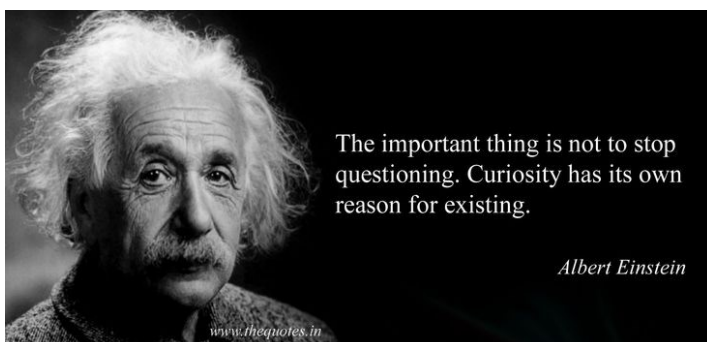 The important thing is not to stop
questioning. Curiosity has its own
reason for existing.
Albert Einstein
www.thequotes.in